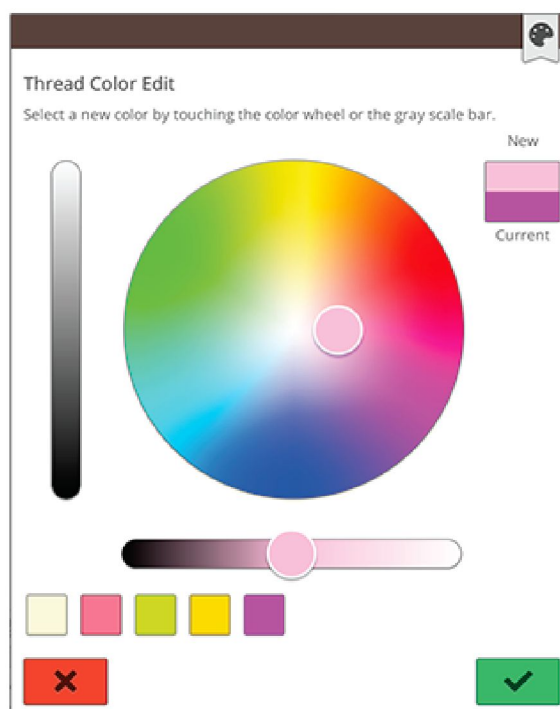 Thread Color Edit
Select a new color by touching the color wheel or the gray scale bar.
New
Current